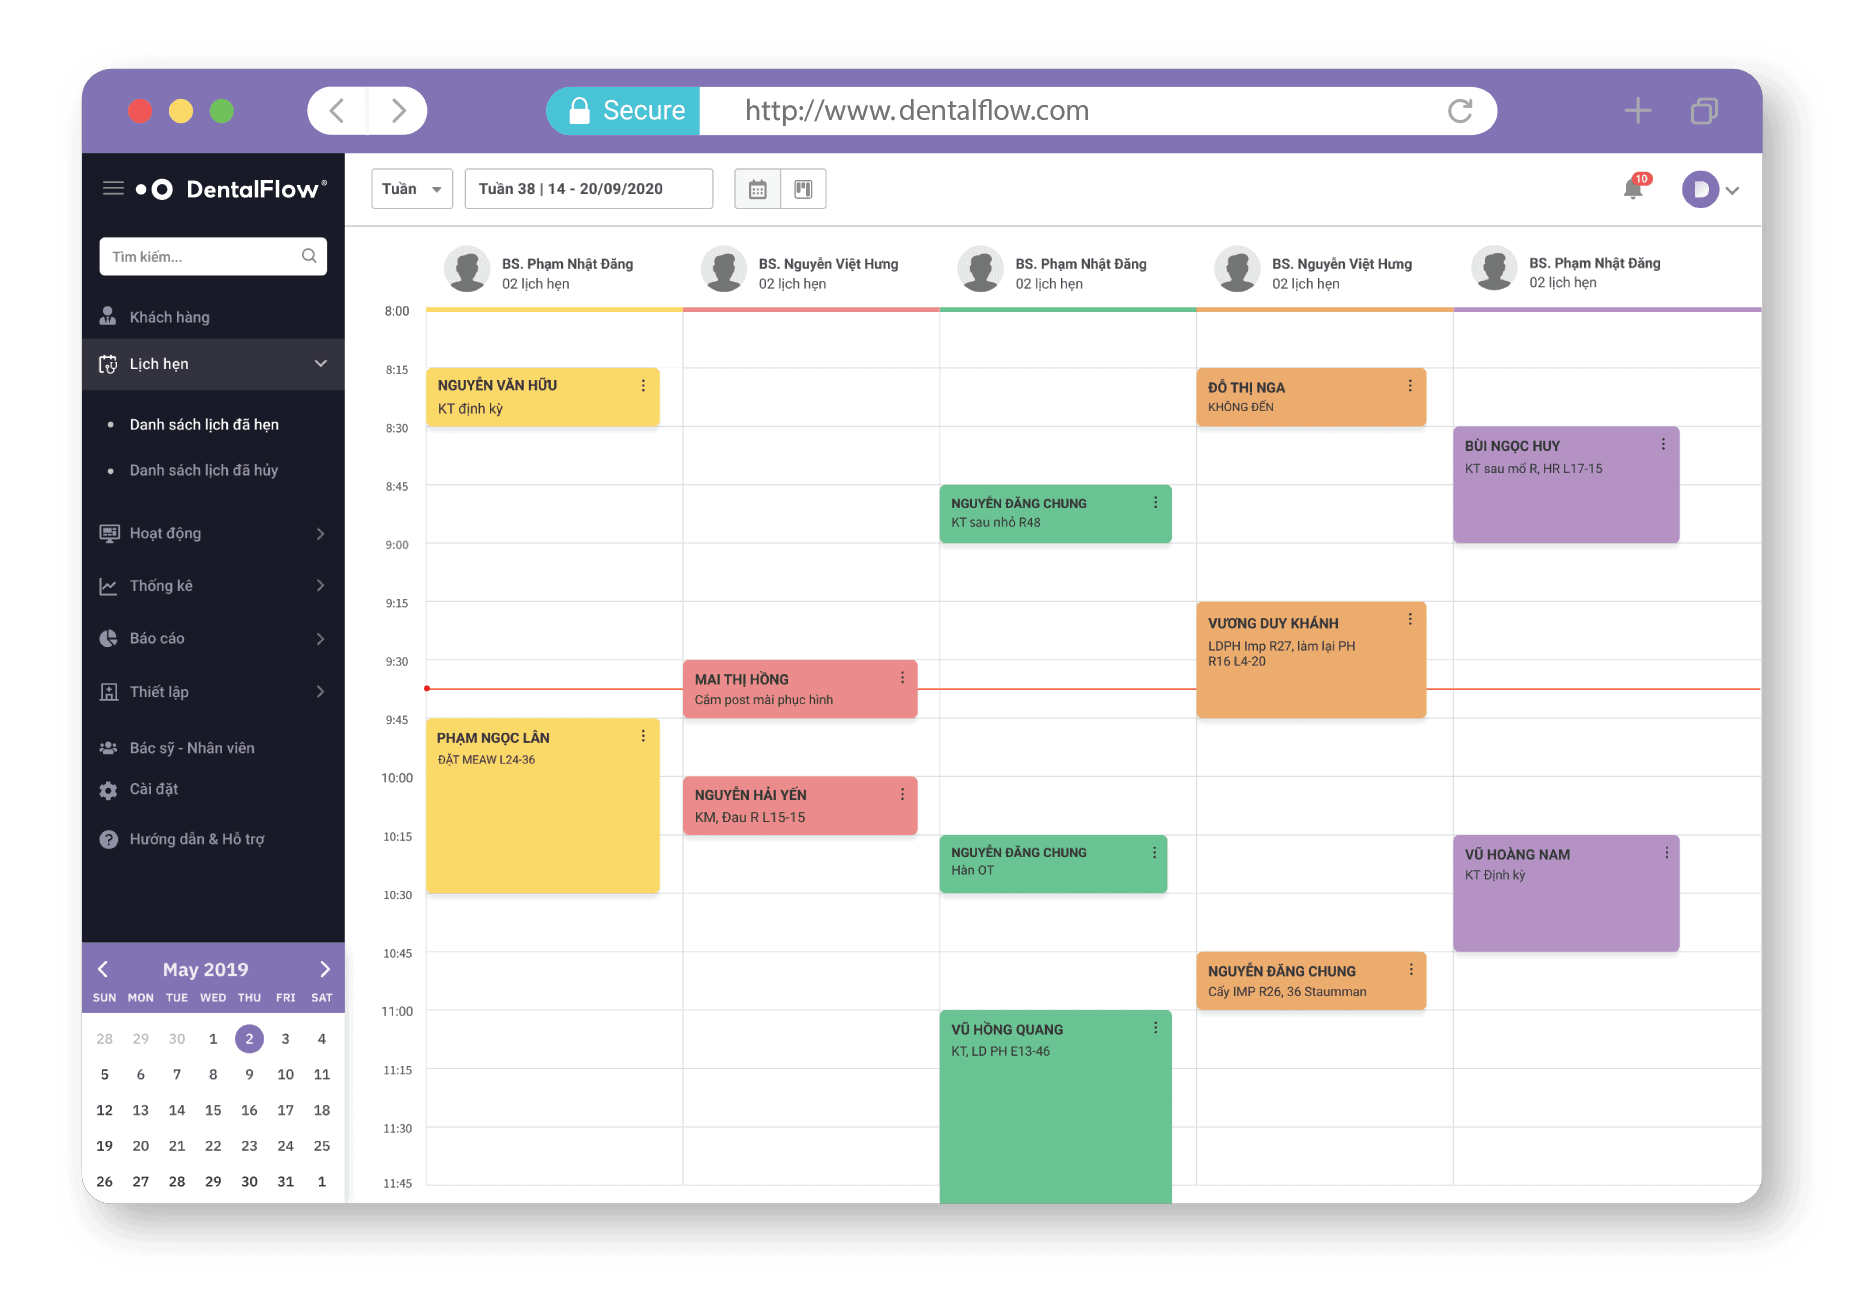 Secure
http://www.dentalflow.com
DentalFlow®
Tìm kiếm...
Khách hàng
Lịch hẹn
Danh sách lịch đã hẹn
Danh sách lịch đã hủy
Hoạt động
Thống kê
Báo cáo
Thiết lập
Bác sỹ - Nhân viên
Cài đặt
Hướng dẫn & Hỗ trợ
May 2019
SUN MON TUE WED THU FRI SAT
28 29 30 1 2 3 4
5 6 7 8 9 10 11
12 13 14 15 16 17 18
19 20 21 22 23 24 25
26 27 28 29 30 31 1
Tuần
Tuần 38 | 14 - 20/09/2020
10
D
BS. Phạm Nhật Đăng
02 lịch hẹn
BS. Nguyễn Việt Hưng
02 lịch hẹn
BS. Phạm Nhật Đăng
02 lịch hẹn
BS. Nguyễn Việt Hưng
02 lịch hẹn
BS. Phạm Nhật Đăng
02 lịch hẹn
8:00
8:15
8:30
8:45
9:00
9:15
9:30
9:45
10:00
10:15
10:30
10:45
11:00
11:15
11:30
11:45
NGUYỄN VĂN HỮU
KT định kỳ
PHẠM NGỌC LÂN
ĐẶT MEAW L24-36
MAI THỊ HỒNG
Cắm post mài phục hình
NGUYỄN HẢI YẾN
KM, Đau R L15-15
NGUYỄN ĐĂNG CHUNG
KT sau nhỏ R48
NGUYỄN ĐĂNG CHUNG
Hàn OT
VŨ HỒNG QUANG
KT, LD PH E13-46
ĐỖ THỊ NGA
KHÔNG ĐẾN
VƯƠNG DUY KHÁNH
LDPH Imp R27, làm lại PH
R16 L4-20
NGUYỄN ĐĂNG CHUNG
Cấy IMP R26, 36 Staumman
BÙI NGỌC HUY
KT sau mổ R, HR L17-15
VŨ HOÀNG NAM
KT Định kỳ